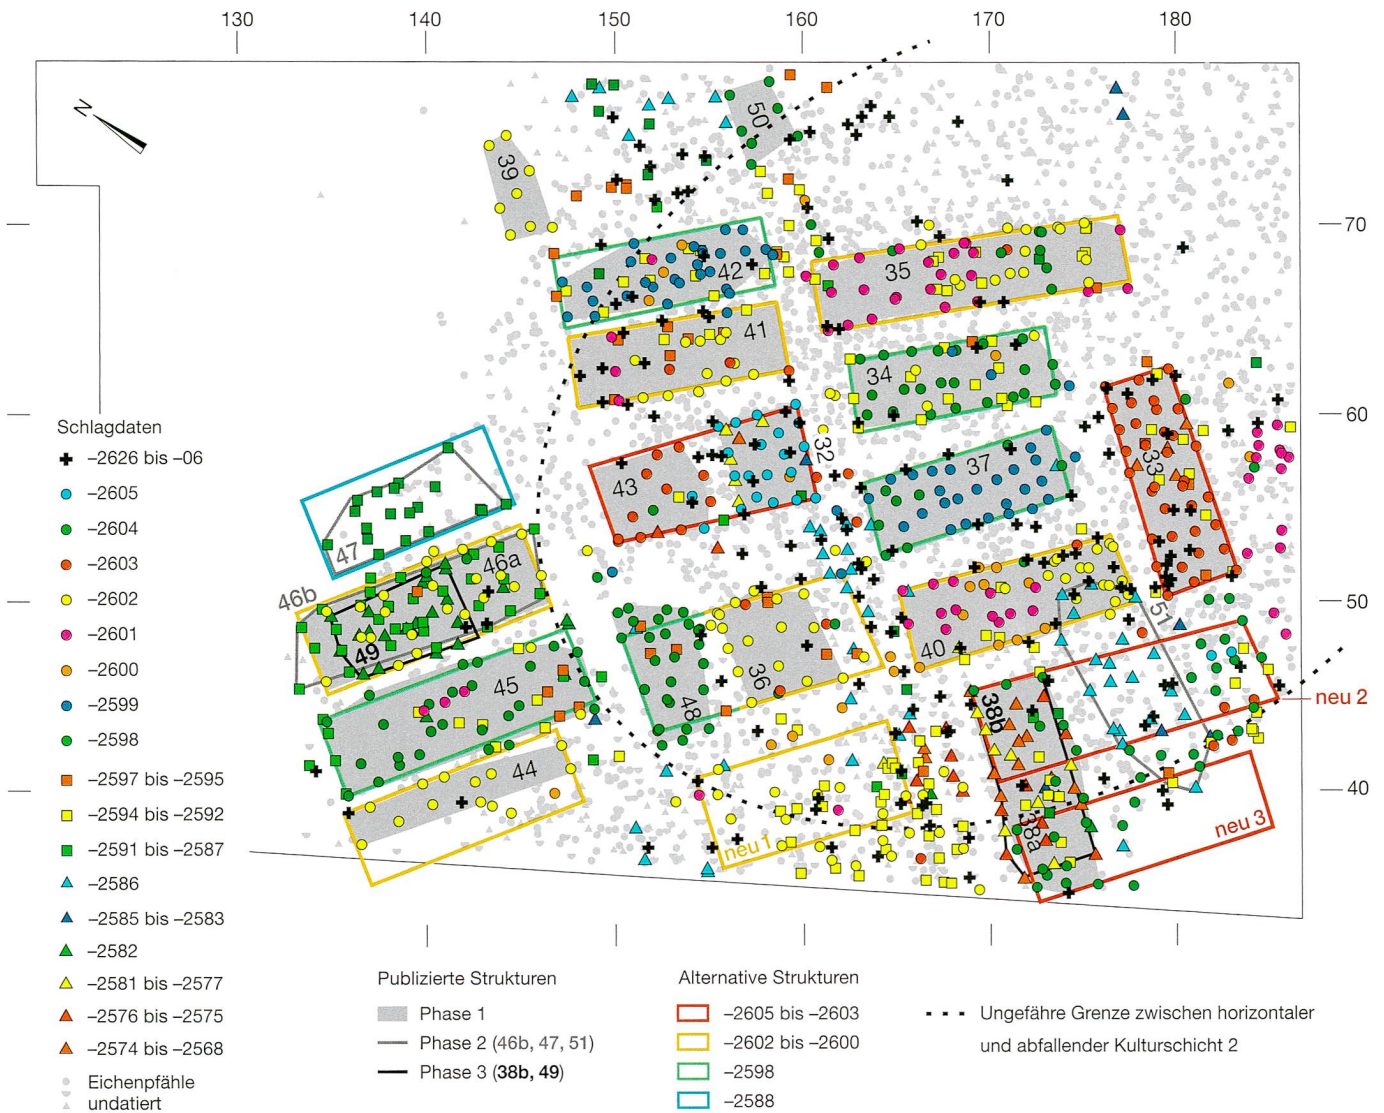 130 140 150 160 170 180
N
50
39
70
42
35
41
34
60
43
32
37
33
47
46a
46b
50
51
49
40
36
45
48
38b
neu 2
44
40
neu 1
38a
neu 3
Schlagdaten
–2626 bis –06
–2605
–2604
–2603
–2602
–2601
–2600
–2599
–2598
–2597 bis –2595
–2594 bis –2592
–2591 bis –2587
–2586
–2585 bis –2583
–2582
–2581 bis –2577
–2576 bis –2575
–2574 bis –2568
Eichenpfähle
undatiert
Publizierte Strukturen
Phase 1
Phase 2 (46b, 47, 51)
Phase 3 (38b, 49)
Alternative Strukturen
–2605 bis –2603
–2602 bis –2600
–2598
–2588
Ungefähre Grenze zwischen horizontaler
und abfallender Kulturschicht 2